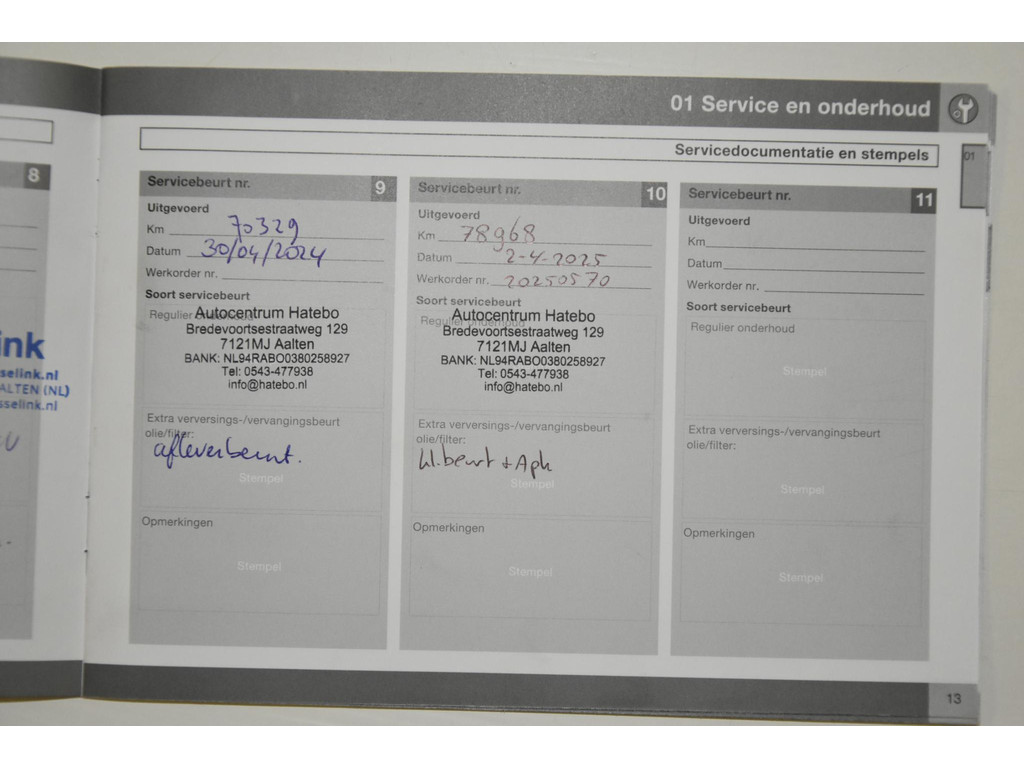 01 Service en onderhoud
Servicedocumentatie en stempels
01
8
ink
selink.nl
ALTEN (NL)
sselink.nl
Servicebeurt nr. 9
Uitgevoerd
Km 70329
Datum 30/04/2024
Werkorder nr.
Soort servicebeurt
Regulier onderhoud
Autocentrum Hatebo
Bredevoortsestraatweg 129
7121MJ Aalten
BANK: NL94RABO0380258927
Tel: 0543-477938
info@hatebo.nl
Extra verversings-/vervangingsbeurt
olie/filter:
afleverbeurt.
Stempel
Opmerkingen
Stempel
Servicebeurt nr. 10
Uitgevoerd
Km 78968
Datum 2-4-2025
Werkorder nr. 20250570
Soort servicebeurt
Regulier onderhoud
Autocentrum Hatebo
Bredevoortsestraatweg 129
7121MJ Aalten
BANK: NL94RABO0380258927
Tel: 0543-477938
info@hatebo.nl
Extra verversings-/vervangingsbeurt
olie/filter:
kl.beurt + Apk
Stempel
Opmerkingen
Stempel
Servicebeurt nr. 11
Uitgevoerd
Km
Datum
Werkorder nr.
Soort servicebeurt
Regulier onderhoud
Stempel
Extra verversings-/vervangingsbeurt
olie/filter:
Stempel
Opmerkingen
Stempel
13